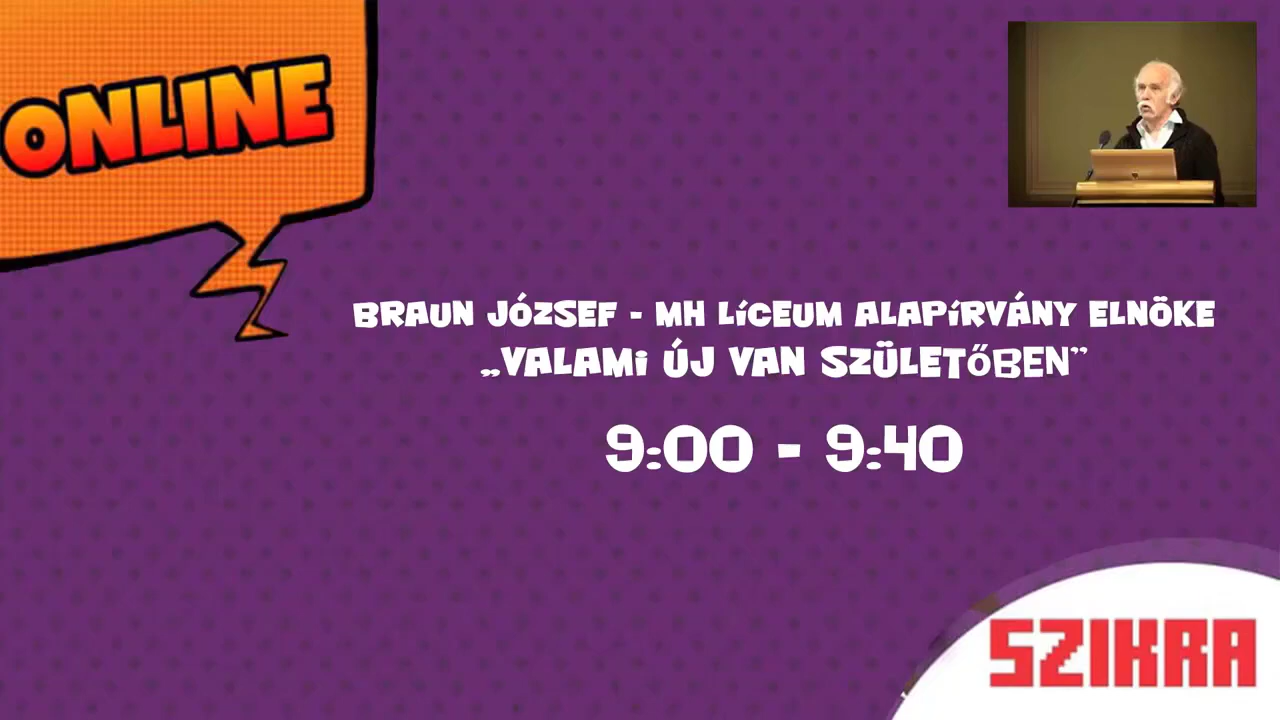 ONLINE
BRAUN JÓZSEF - MH LÍCEUM ALAPÍRVÁNY ELNÖKE
„VALAMI ÚJ VAN SZÜLETŐBEN”
9:00 - 9:40
SZIKRA